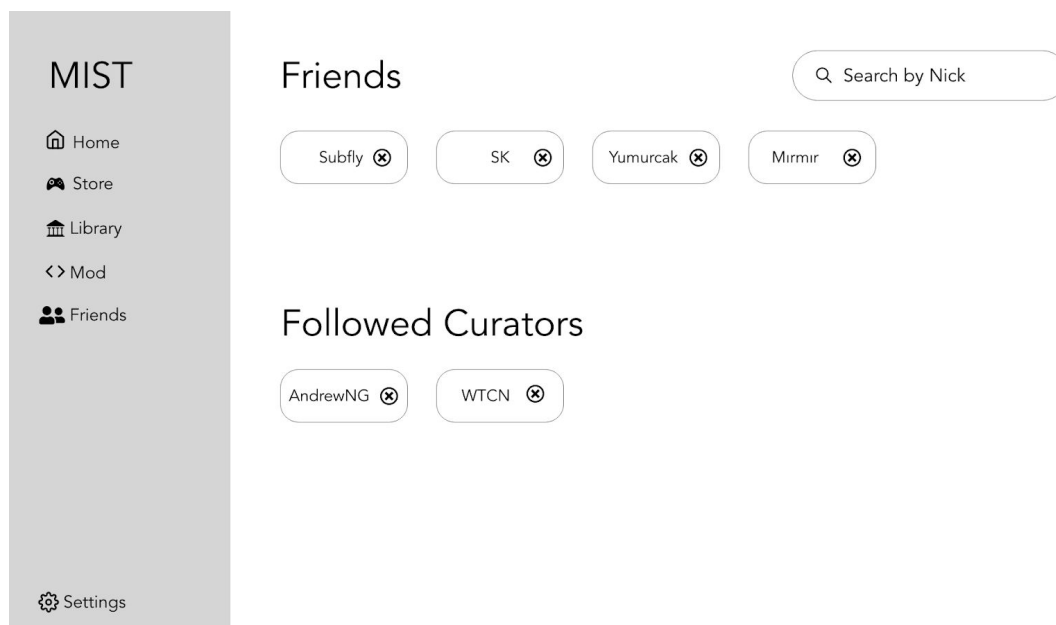 MIST
Home
Store
Library
Mod
Friends
Settings
Friends
Search by Nick
Subfly
SK
Yumurcak
Mırmır
Followed Curators
AndrewNG
WTCN